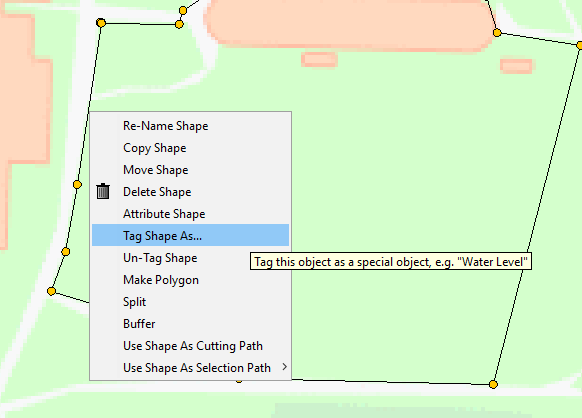 Re-Name Shape
Copy Shape
Move Shape
Delete Shape
Attribute Shape
Tag Shape As...
Un-Tag Shape
Tag this object as a special object, e.g. "Water Level"
Make Polygon
Split
Buffer
Use Shape As Cutting Path
Use Shape As Selection Path